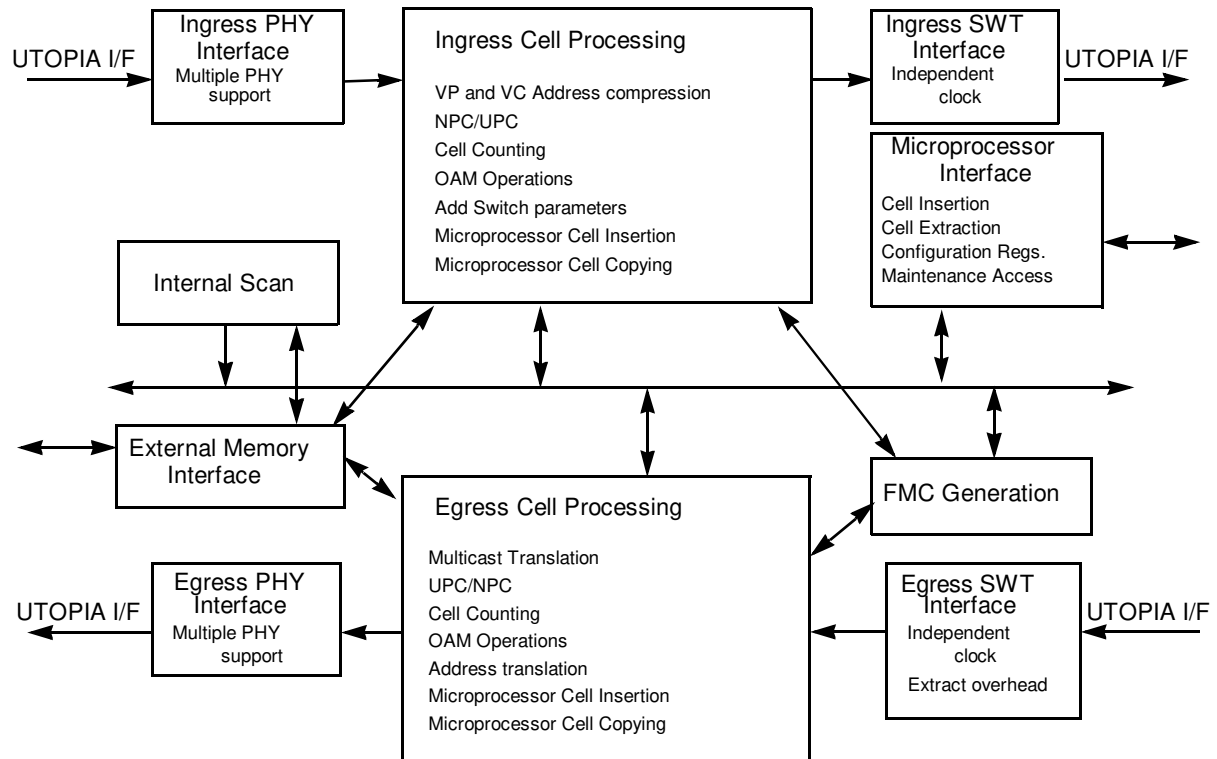 Ingress PHY
Interface
Multiple PHY
support
UTOPIA I/F
Ingress Cell Processing
VP and VC Address compression
NPC/UPC
Cell Counting
OAM Operations
Add Switch parameters
Microprocessor Cell Insertion
Microprocessor Cell Copying
Ingress SWT
Interface
Independent
clock
UTOPIA I/F
Microprocessor
Interface
Cell Insertion
Cell Extraction
Configuration Regs.
Maintenance Access
Internal Scan
External Memory
Interface
FMC Generation
Egress Cell Processing
Multicast Translation
UPC/NPC
Cell Counting
OAM Operations
Address translation
Microprocessor Cell Insertion
Microprocessor Cell Copying
Egress PHY
Interface
Multiple PHY
support
UTOPIA I/F
Egress SWT
Interface
Independent
clock
Extract overhead
UTOPIA I/F